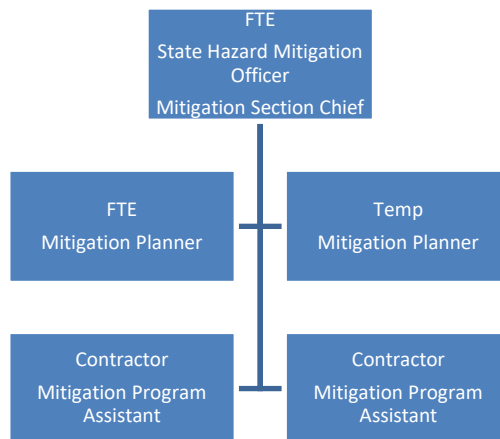 FTE
State Hazard Mitigation
Officer
Mitigation Section Chief
FTE
Mitigation Planner
Temp
Mitigation Planner
Contractor
Mitigation Program
Assistant
Contractor
Mitigation Program
Assistant